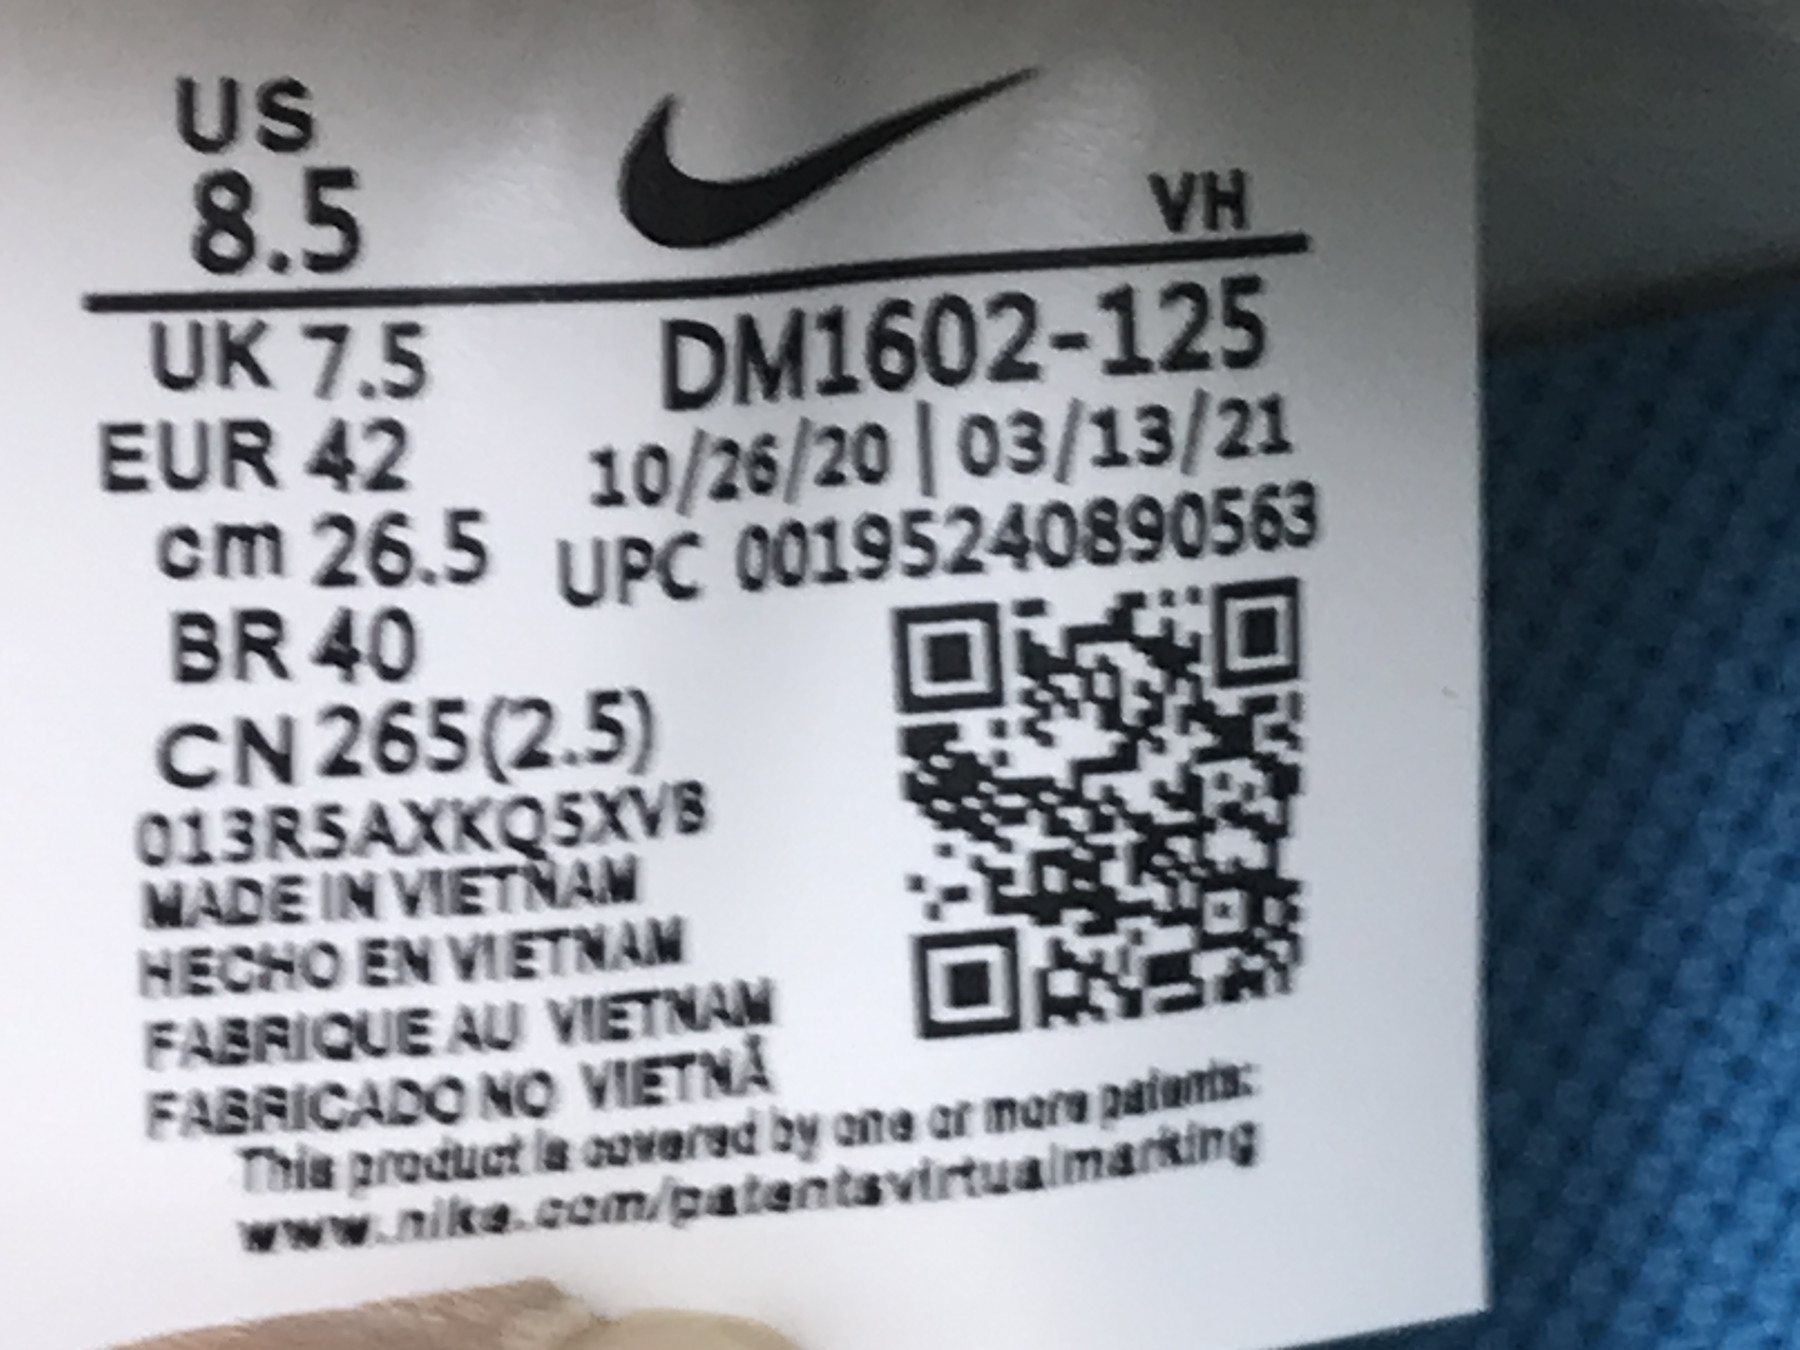 US
8.5
VH
UK 7.5
DM1602-125
EUR 42
10/26/20 | 03/13/21
cm 26.5
UPC 00195240890563
BR 40
CN 265(2.5)
013R5AXKQ5XVB
MADE IN VIETNAM
HECHO EN VIETNAM
FABRIQUE AU VIETNAM
FABRICADO NO VIETNÃ
This product is covered by one or more patents:
www.nike.com/patentsvirtualmarking